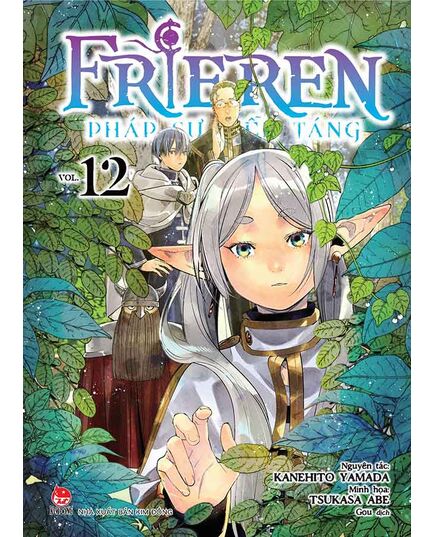 FRIEREN
PHÁP SƯ TÁNG
VOL. 12
Nguyên tác:
KANEHITO YAMADA
Minh họa:
TSUKASA ABE
Gou dịch
NHÀ XUẤT BẢN KIM ĐỒNG